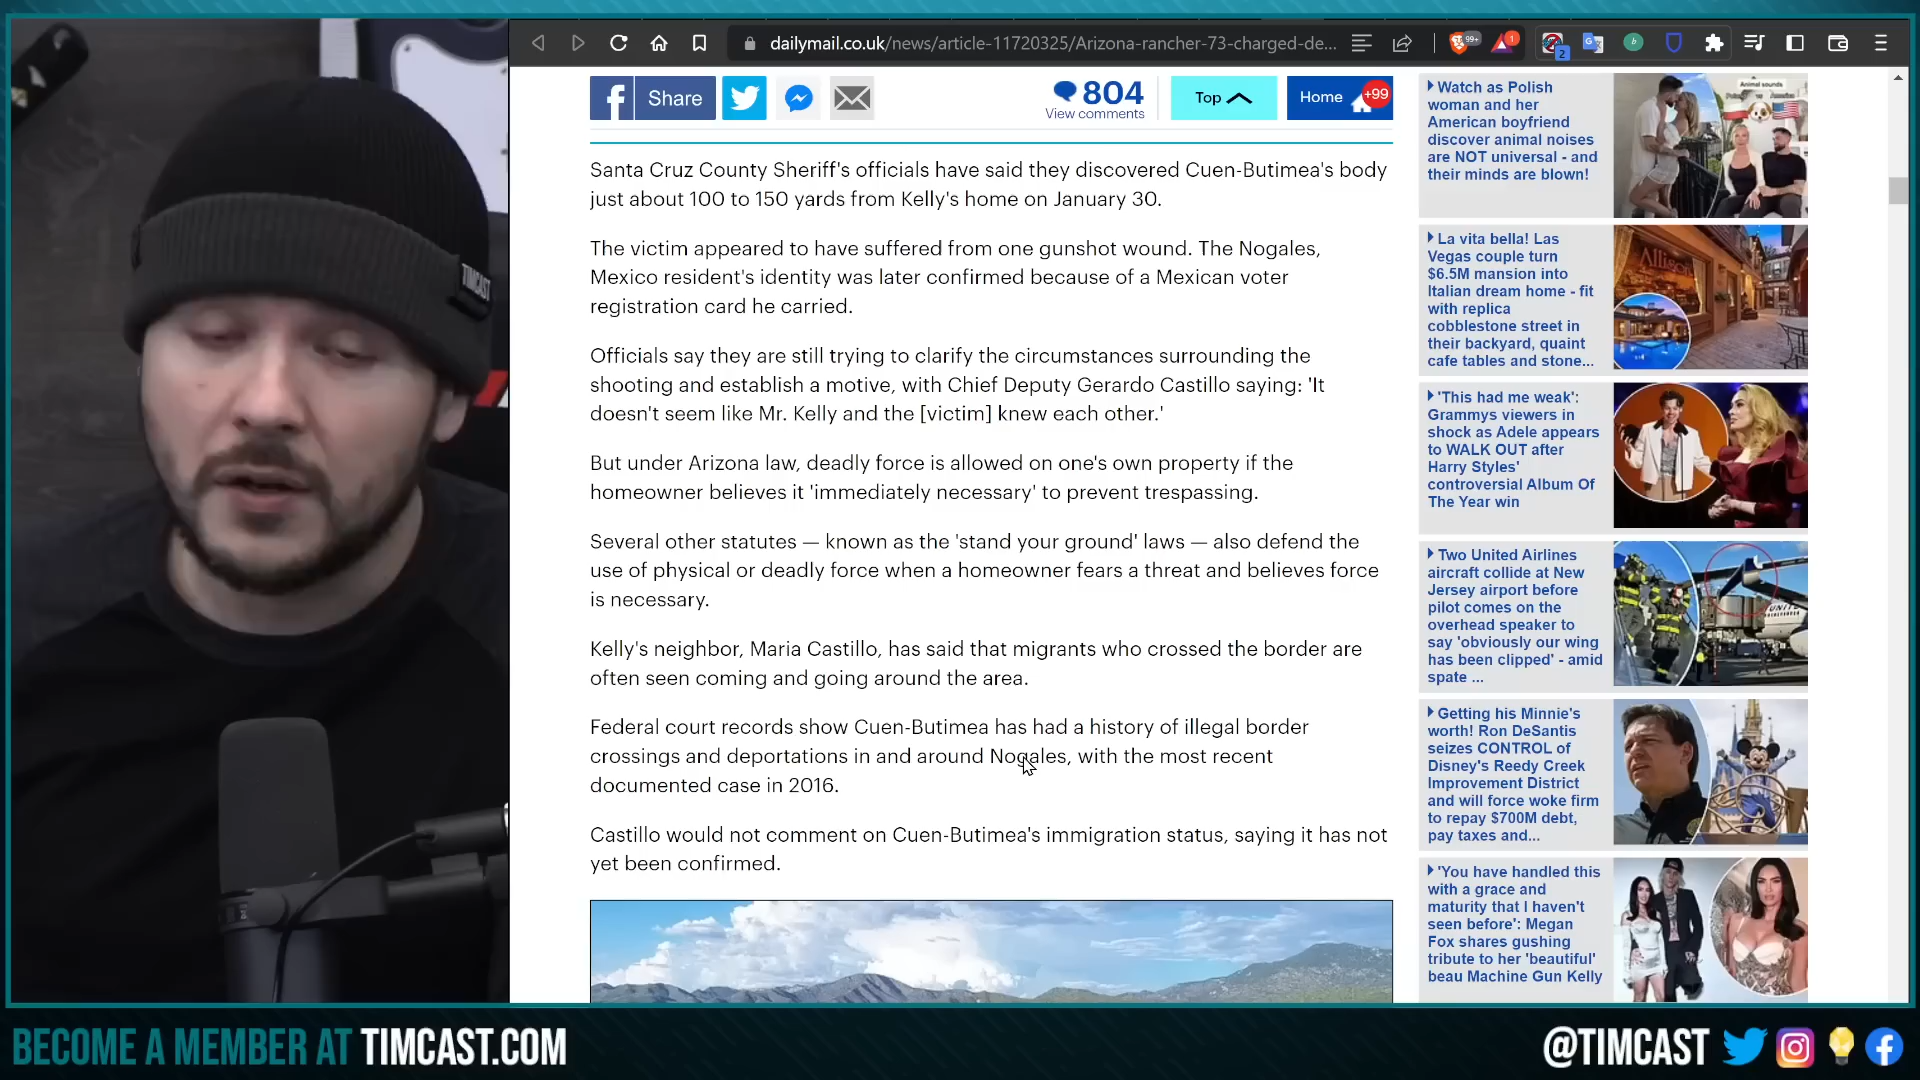 dailymail.co.uk/news/article-11720325/Arizona-rancher-73-charged-de...
99+
1
2
Share
804
View comments
Top
Home
+99
Santa Cruz County Sheriff's officials have said they discovered Cuen-Butimea's body
just about 100 to 150 yards from Kelly's home on January 30.
The victim appeared to have suffered from one gunshot wound. The Nogales,
Mexico resident's identity was later confirmed because of a Mexican voter
registration card he carried.
Officials say they are still trying to clarify the circumstances surrounding the
shooting and establish a motive, with Chief Deputy Gerardo Castillo saying: 'It
doesn't seem like Mr. Kelly and the [victim] knew each other.'
But under Arizona law, deadly force is allowed on one's own property if the
homeowner believes it 'immediately necessary' to prevent trespassing.
Several other statutes — known as the 'stand your ground' laws — also defend the
use of physical or deadly force when a homeowner fears a threat and believes force
is necessary.
Kelly's neighbor, Maria Castillo, has said that migrants who crossed the border are
often seen coming and going around the area.
Federal court records show Cuen-Butimea has had a history of illegal border
crossings and deportations in and around Nogales, with the most recent
documented case in 2016.
Castillo would not comment on Cuen-Butimea's immigration status, saying it has not
yet been confirmed.
Watch as Polish
woman and her
American boyfriend
discover animal noises
are NOT universal - and
their minds are blown!
Animal sounds
La vita bella! Las
Vegas couple turn
$6.5M mansion into
Italian dream home - fit
with replica
cobblestone street in
their backyard, quaint
cafe tables and stone...
'This had me weak':
Grammys viewers in
shock as Adele appears
to WALK OUT after
Harry Styles'
controversial Album Of
The Year win
Two United Airlines
aircraft collide at New
Jersey airport before
pilot comes on the
overhead speaker to
say 'obviously our wing
has been clipped' - amid
spate ...
Getting his Minnie's
worth! Ron DeSantis
seizes CONTROL of
Disney's Reedy Creek
Improvement District
and will force woke firm
to repay $700M debt,
pay taxes and...
'You have handled this
with a grace and
maturity that I haven't
seen before': Megan
Fox shares gushing
tribute to her 'beautiful'
beau Machine Gun Kelly
TIMCAST
BECOME A MEMBER AT TIMCAST.COM
@TIMCAST